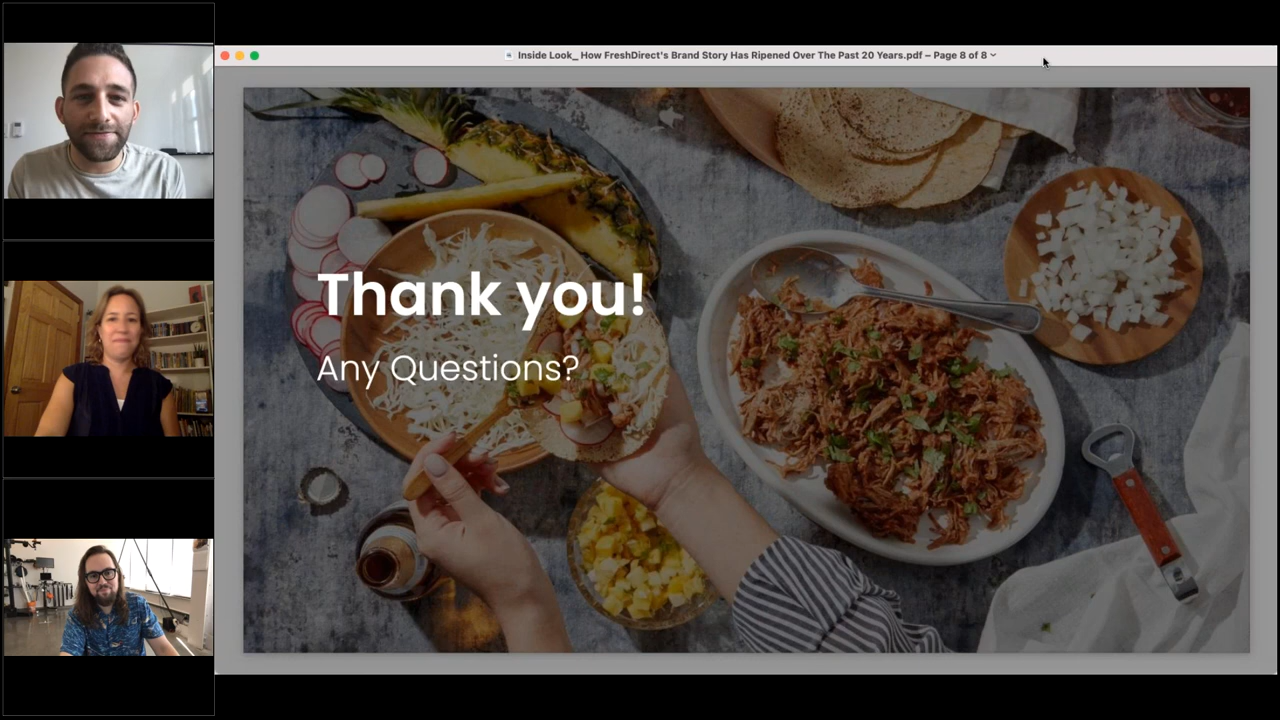 Inside Look_ How FreshDirect's Brand Story Has Ripened Over The Past 20 Years.pdf – Page 8 of 8
Thank you!
Any Questions?